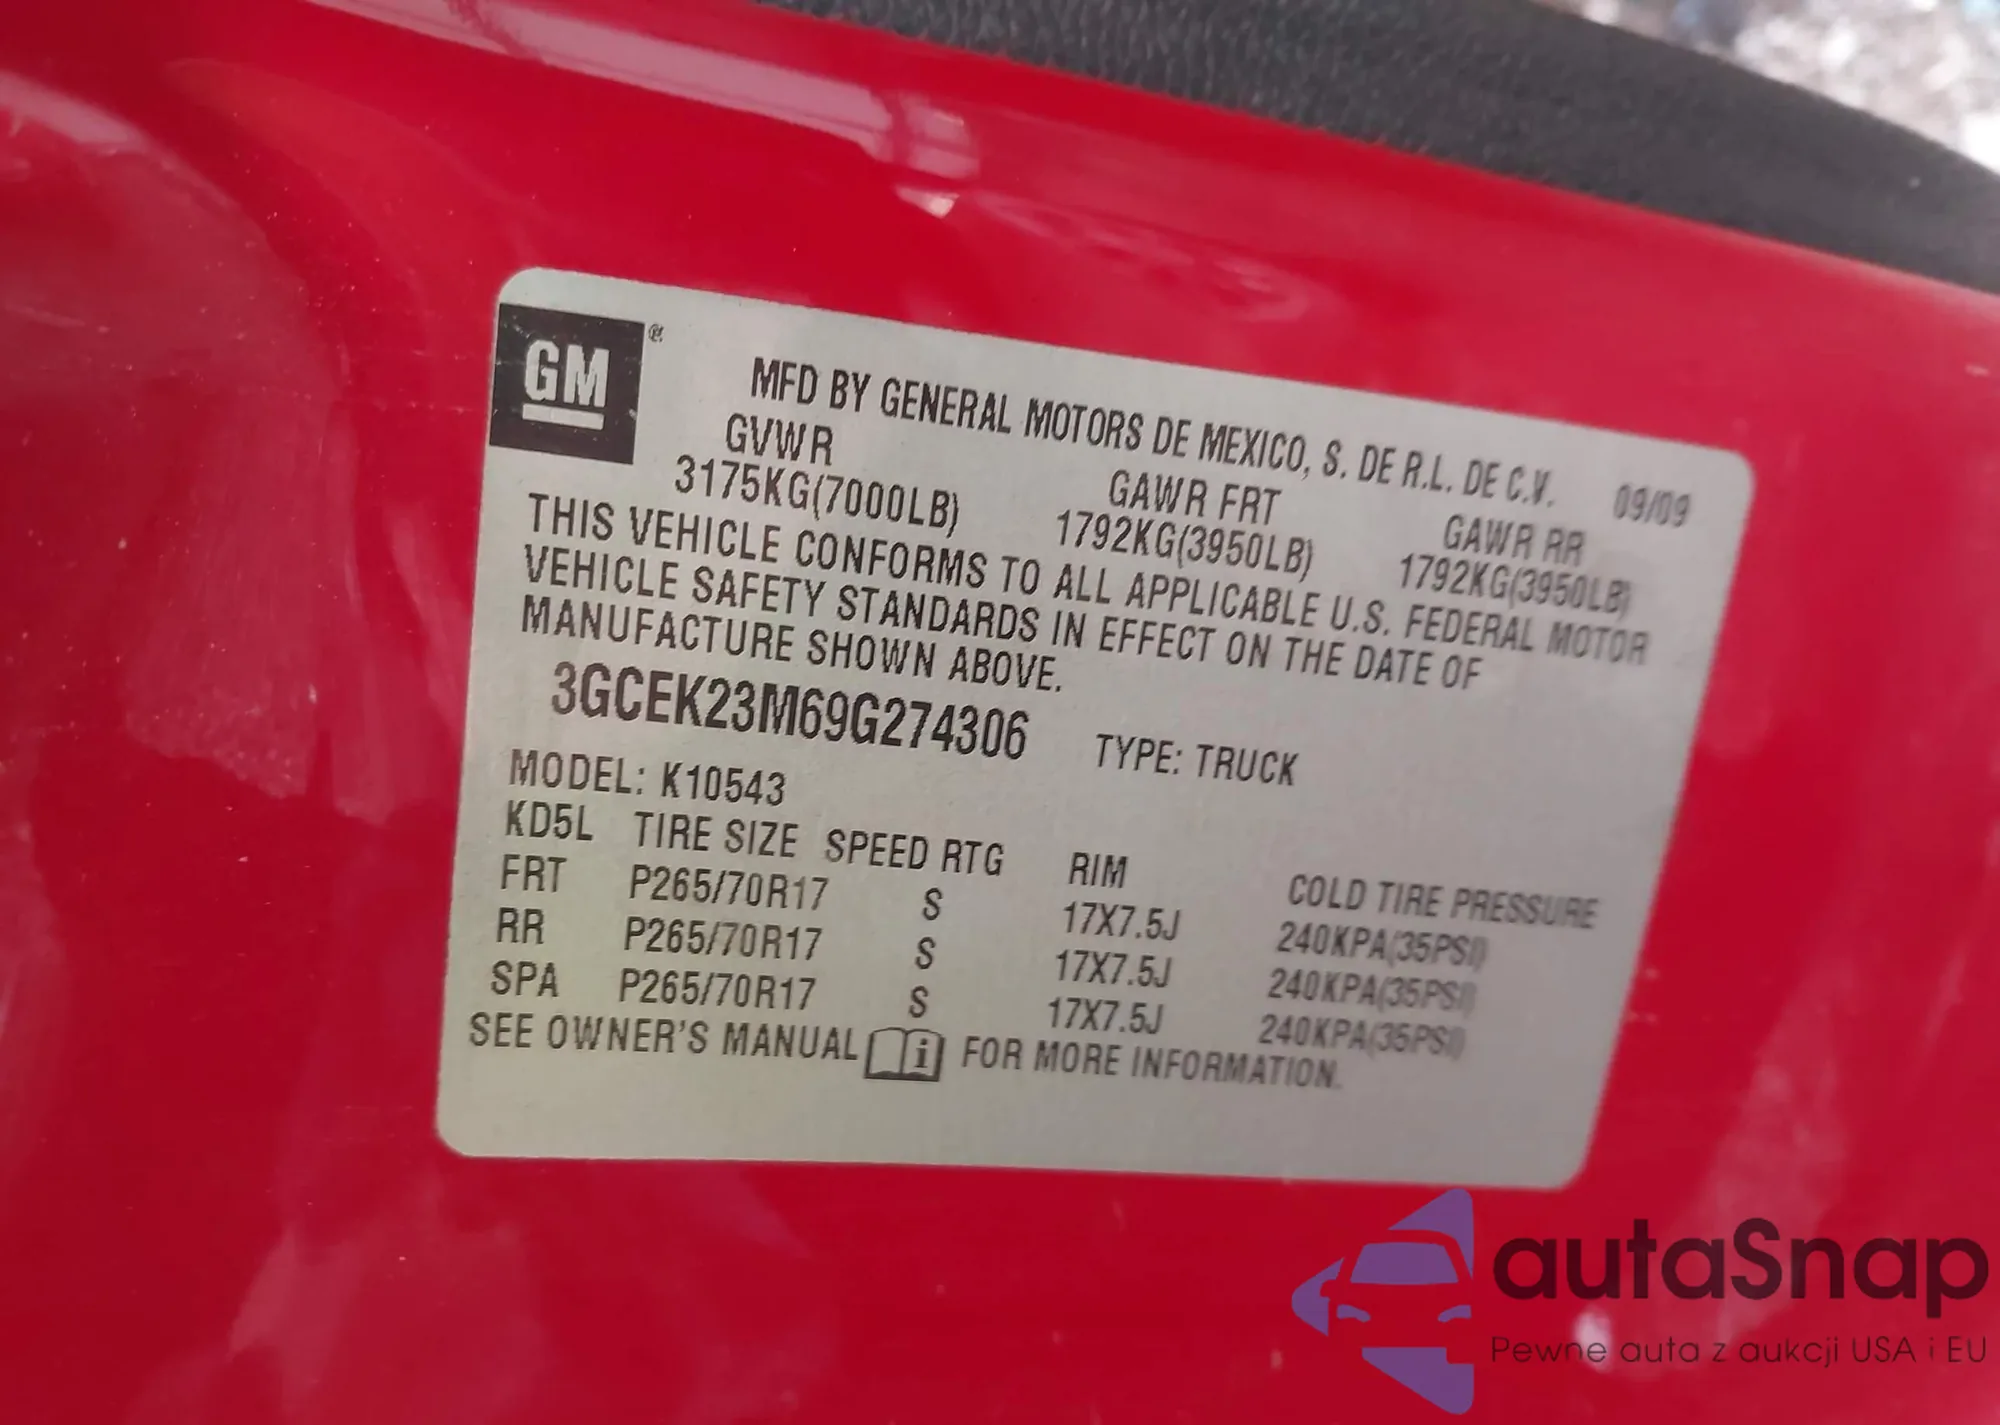 GM ®
MFD BY GENERAL MOTORS DE MEXICO, S. DE R.L. DE C.V. 09/09
GVWR GAWR FRT GAWR RR
3175KG(7000LB) 1792KG(3950LB) 1792KG(3950LB)
THIS VEHICLE CONFORMS TO ALL APPLICABLE U.S. FEDERAL MOTOR
VEHICLE SAFETY STANDARDS IN EFFECT ON THE DATE OF
MANUFACTURE SHOWN ABOVE.
3GCEK23M69G274306 TYPE: TRUCK
MODEL: K10543
KD5L TIRE SIZE SPEED RTG RIM COLD TIRE PRESSURE
FRT P265/70R17 S 17X7.5J 240KPA(35PSI)
RR P265/70R17 S 17X7.5J 240KPA(35PSI)
SPA P265/70R17 S 17X7.5J 240KPA(35PSI)
SEE OWNER'S MANUAL i FOR MORE INFORMATION.
autaSnap
Pewne auta z aukcji USA i EU